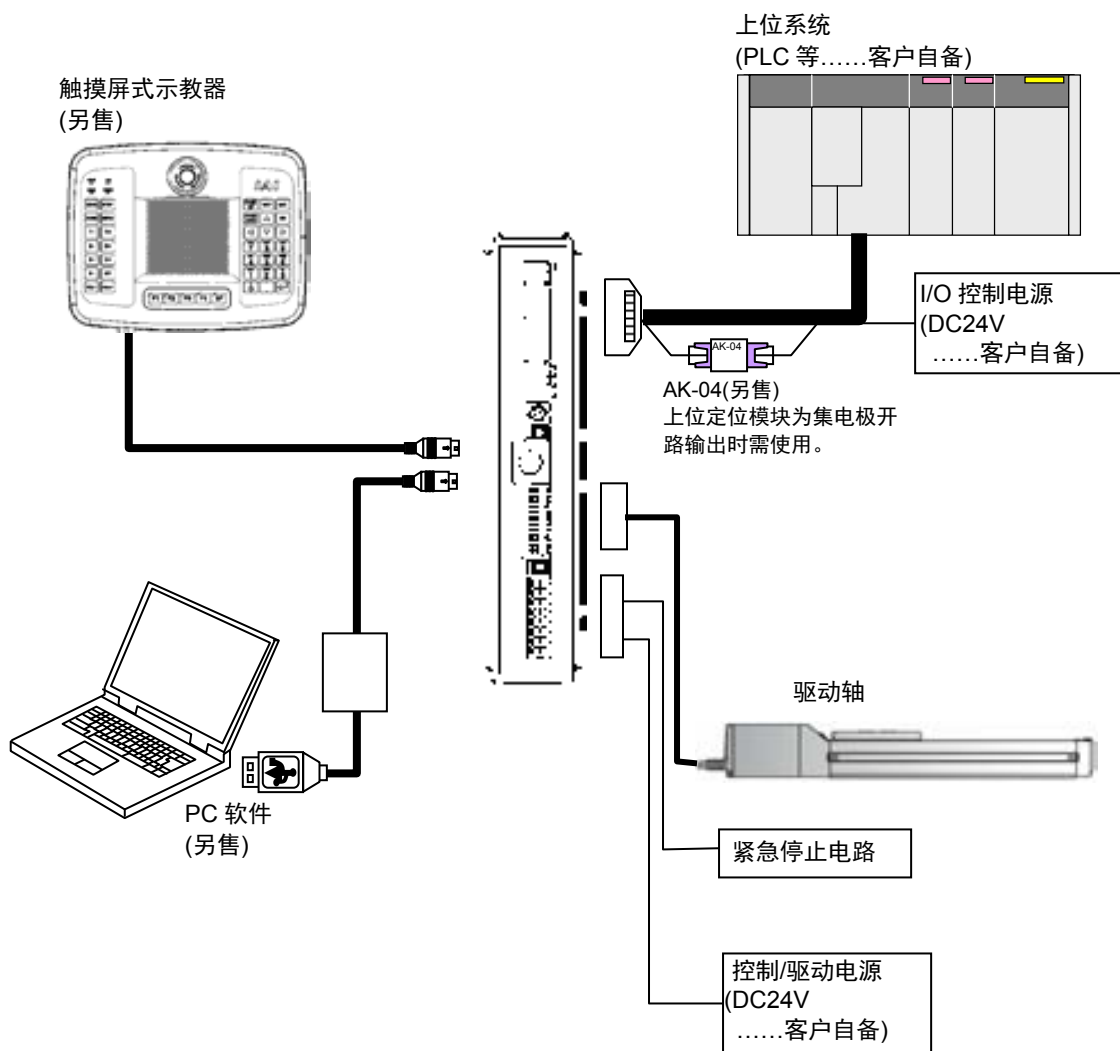 上位系统
(PLC 等……客户自备)
触摸屏式示教器
(另售)
I/O 控制电源
(DC24V
……客户自备)
AK-04
AK-04(另售)
上位定位模块为集电极开
路输出时需使用。
驱动轴
PC 软件
(另售)
紧急停止电路
控制/驱动电源
(DC24V
……客户自备)